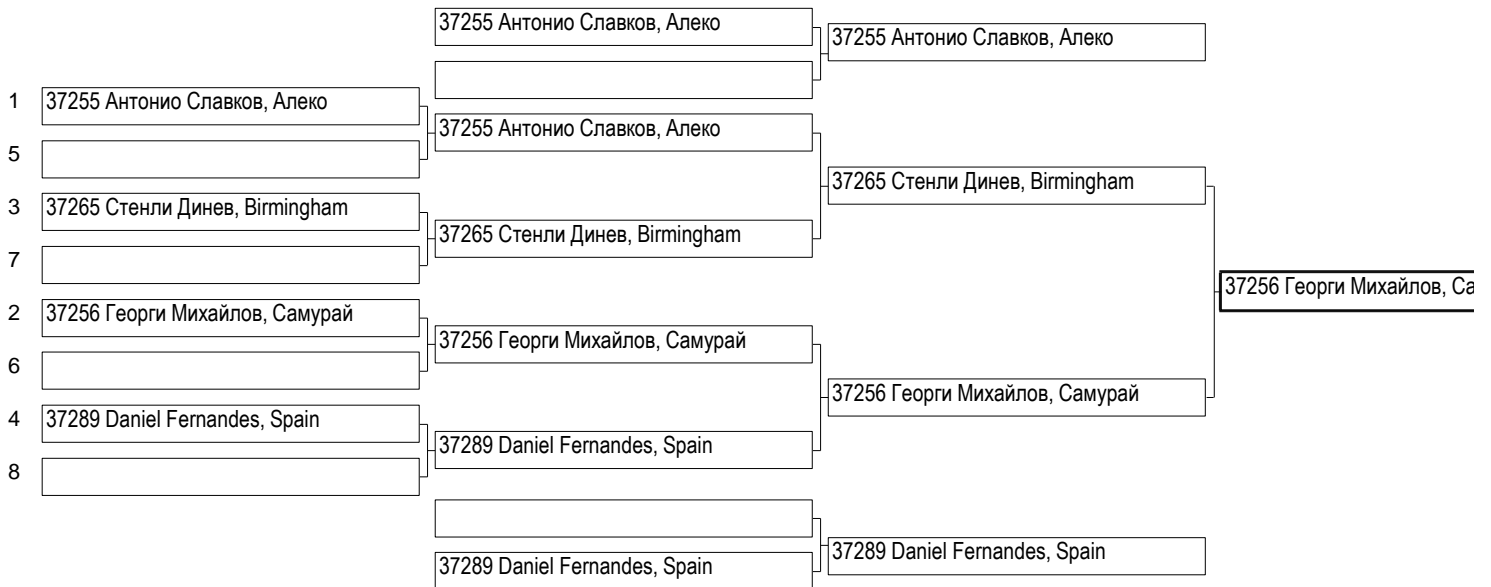 37255 Антонио Славков, Алеко
37255 Антонио Славков, Алеко
1 37255 Антонио Славков, Алеко
37255 Антонио Славков, Алеко
5
37265 Стенли Динев, Birmingham
3 37265 Стенли Динев, Birmingham
37265 Стенли Динев, Birmingham
7
37256 Георги Михайлов, Са
2 37256 Георги Михайлов, Самурай
37256 Георги Михайлов, Самурай
6
37256 Георги Михайлов, Самурай
4 37289 Daniel Fernandes, Spain
37289 Daniel Fernandes, Spain
8
37289 Daniel Fernandes, Spain
37289 Daniel Fernandes, Spain